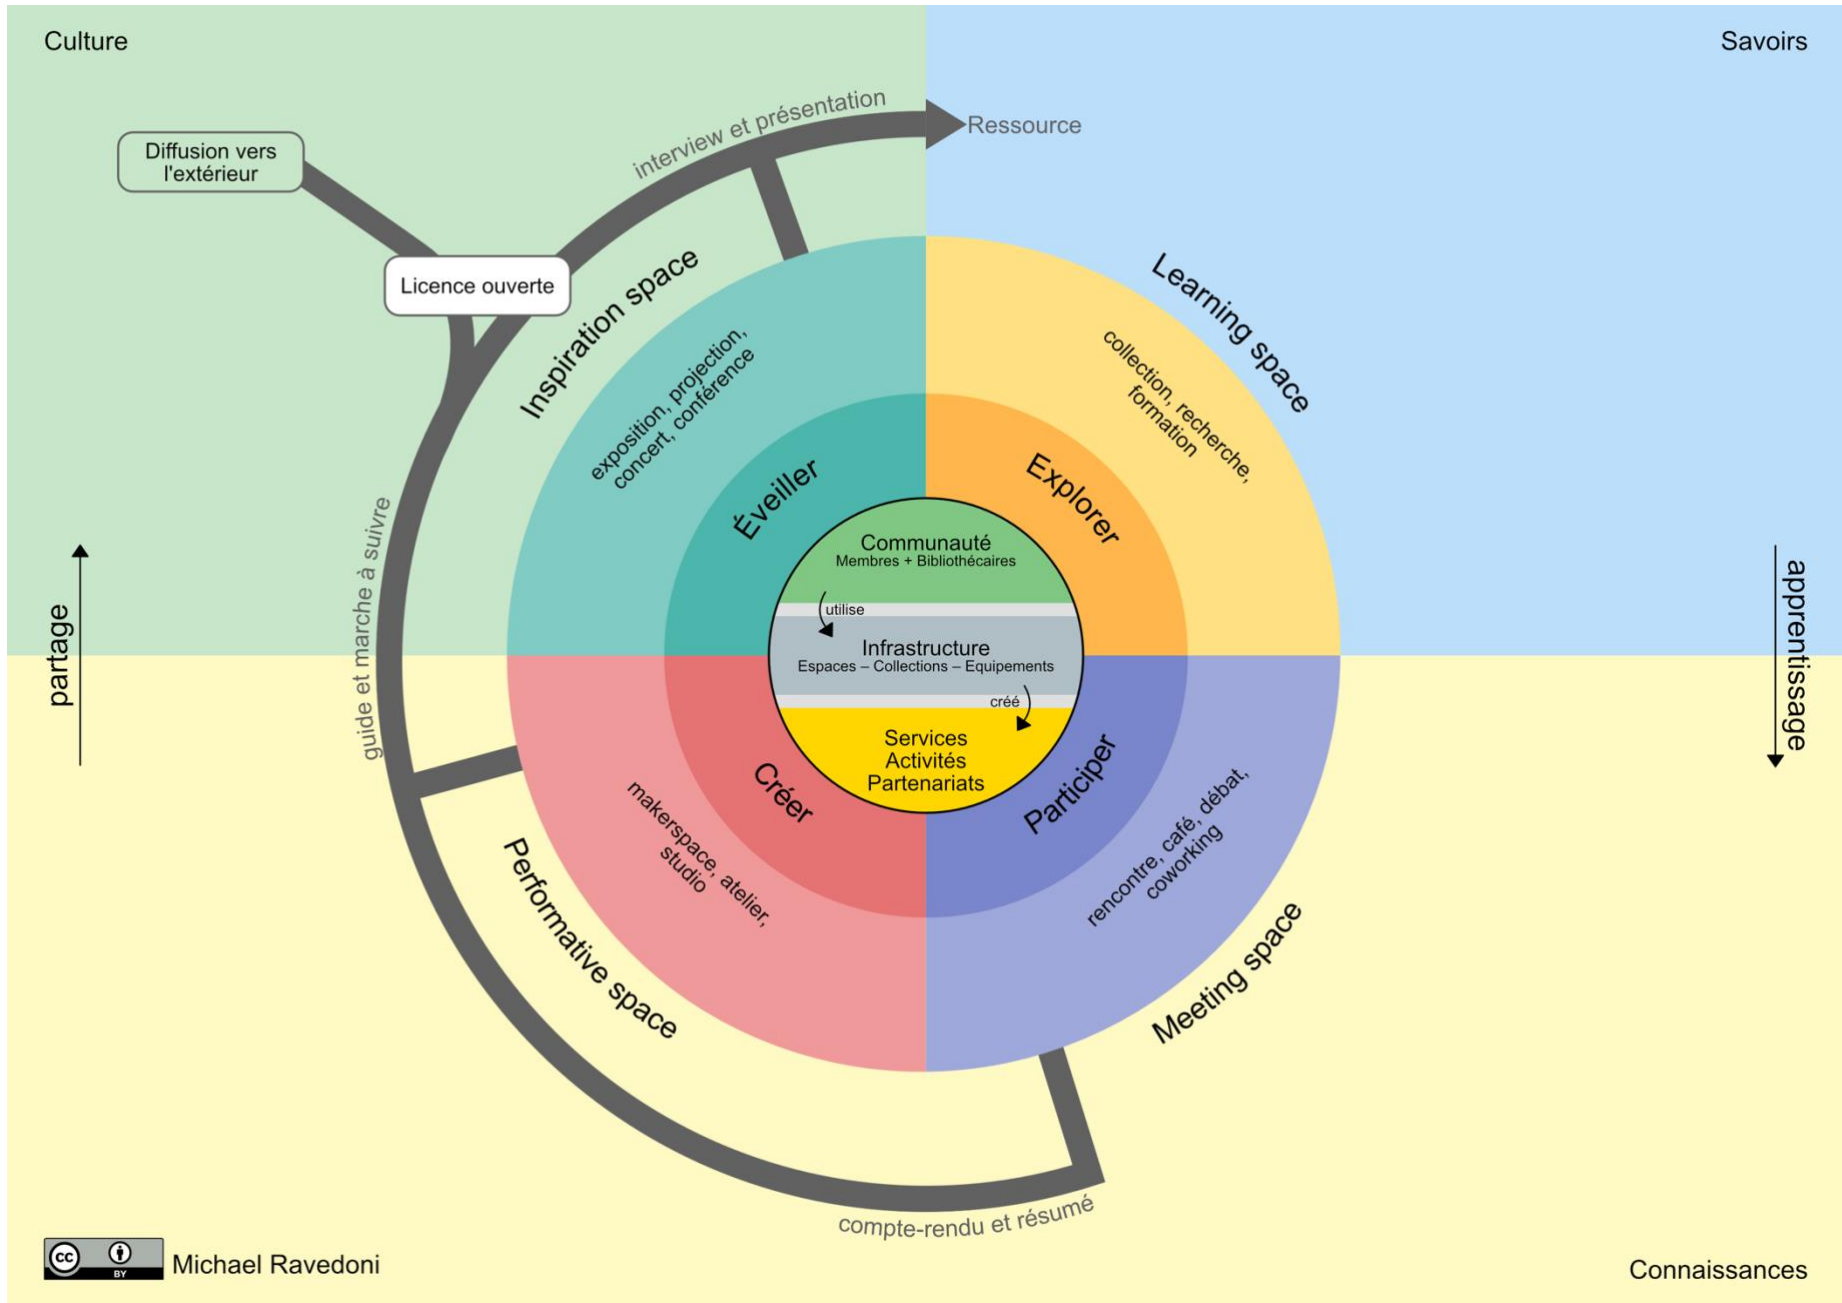 Culture
Savoirs
interview et présentation
Ressource
Diffusion vers
l'extérieur
Licence ouverte
Inspiration space
Learning space
exposition, projection,
concert, conférence
collection, recherche,
formation
Éveiller
Explorer
Communauté
Membres + Bibliothécaires
utilise
Infrastructure
Espaces – Collections – Equipements
créé
Services
Activités
Partenariats
partage
guide et marche à suivre
apprentissage
Créer
Participer
makerspace, atelier,
studio
rencontre, café, débat,
coworking
Performative space
Meeting space
compte-rendu et résumé
cc
BY
Michael Ravedoni
Connaissances